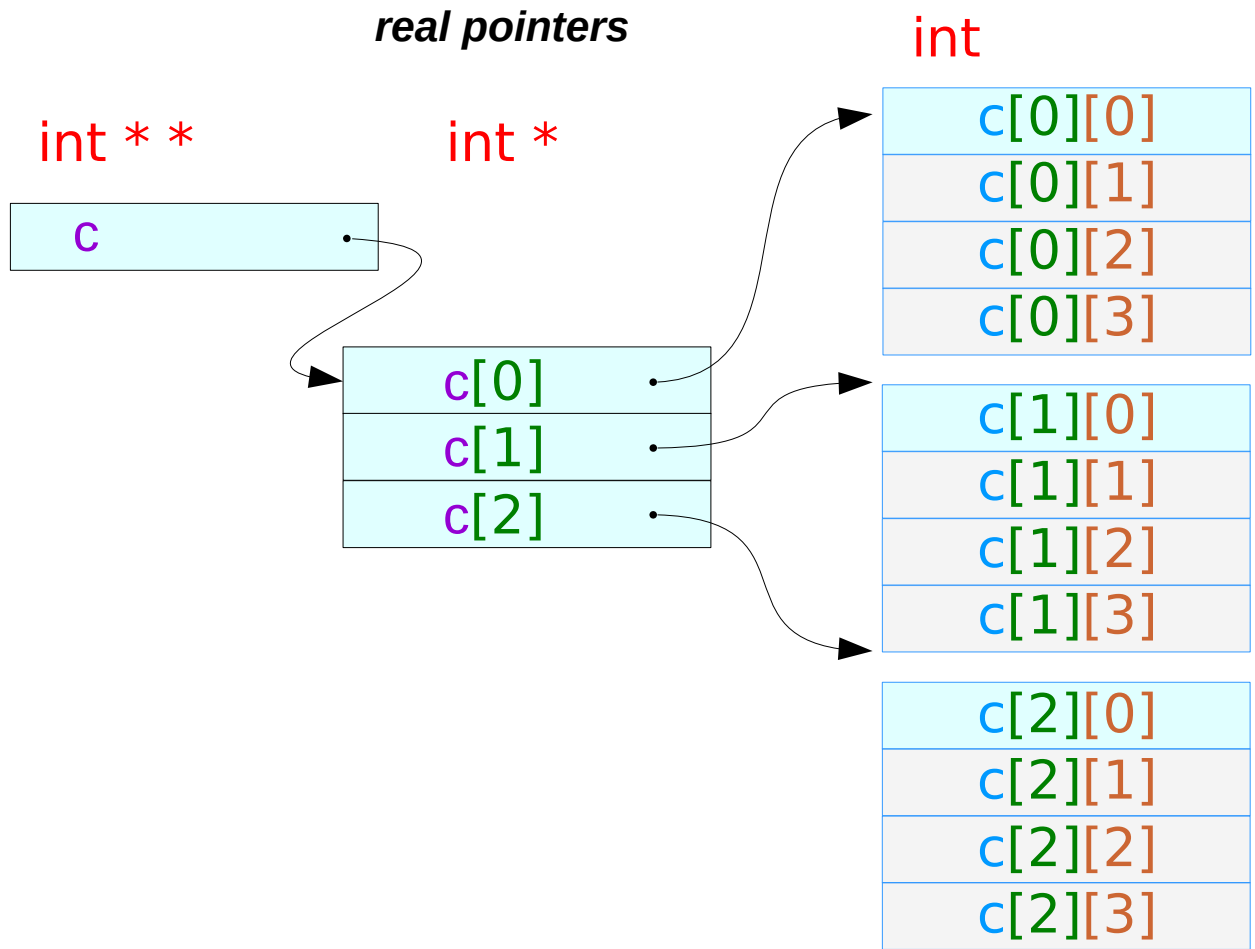 real pointers
int * *
c
int *
c[0]
c[1]
c[2]
int
c[0][0]
c[0][1]
c[0][2]
c[0][3]
c[1][0]
c[1][1]
c[1][2]
c[1][3]
c[2][0]
c[2][1]
c[2][2]
c[2][3]